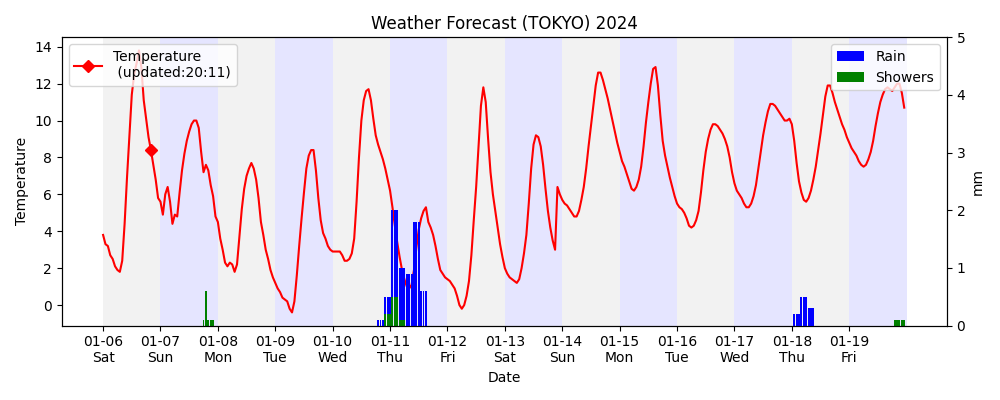 Weather Forecast (TOKYO) 2024
Temperature
(updated:20:11)
Rain
Showers
14
12
10
8
6
4
2
0
Temperature
5
4
3
2
1
0
mm
01-06 01-07 01-08 01-09 01-10 01-11 01-12 01-13 01-14 01-15 01-16 01-17 01-18 01-19
Sat Sun Mon Tue Wed Thu Fri Sat Sun Mon Tue Wed Thu Fri
Date